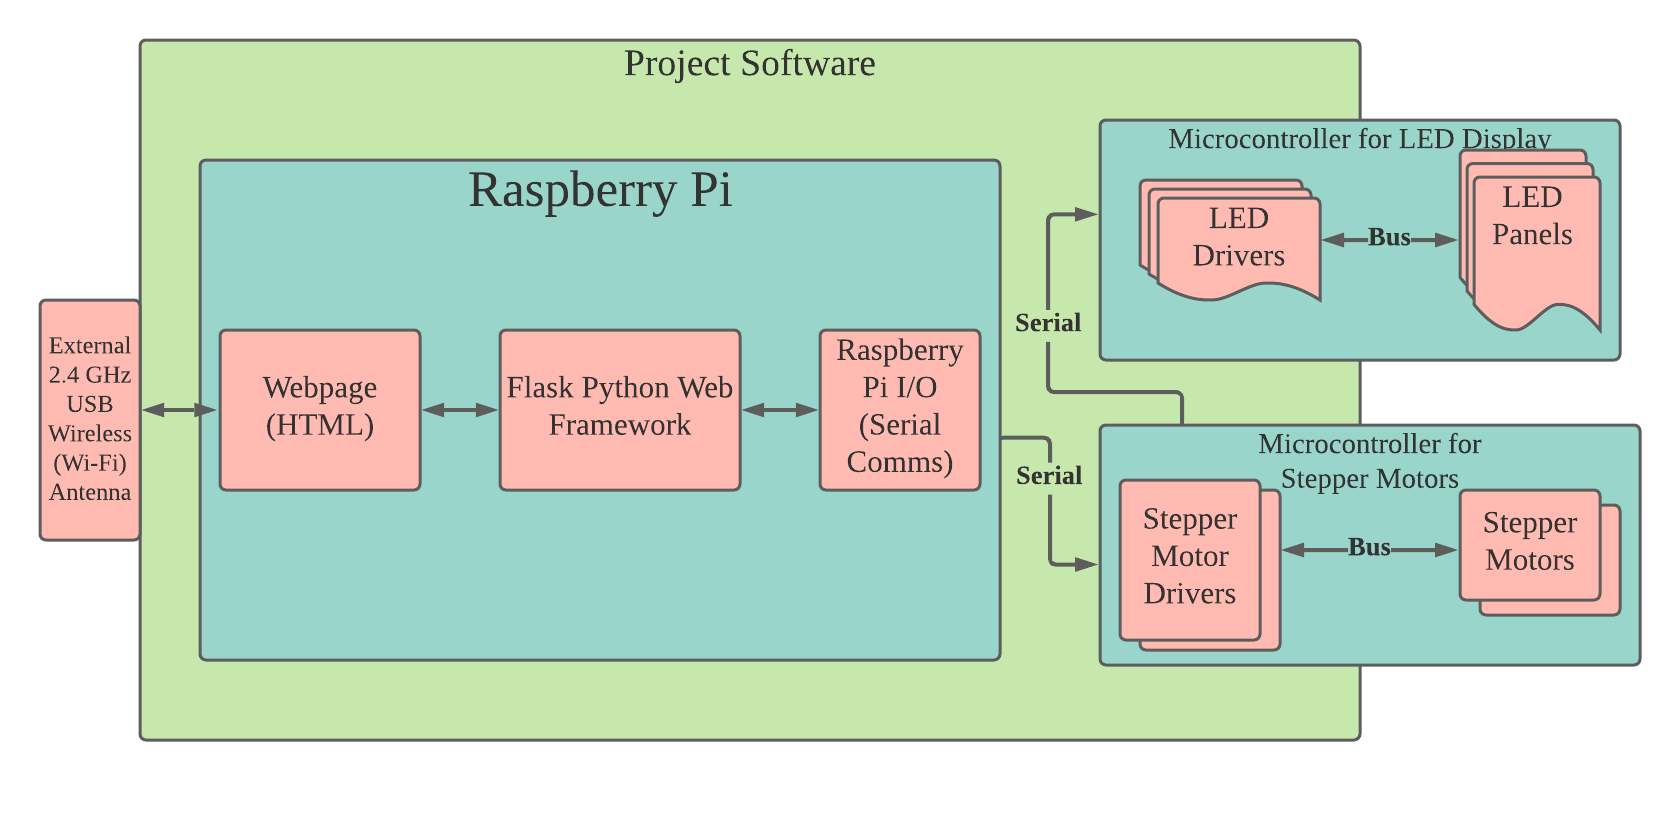 Project Software
Raspberry Pi
External
2.4 GHz
USB
Wireless
(Wi-Fi)
Antenna
Webpage
(HTML)
Flask Python Web
Framework
Raspberry
Pi I/O
(Serial
Comms)
Serial
Serial
Microcontroller for LED Display
LED
Drivers
Bus
LED
Panels
Microcontroller for
Stepper Motors
Stepper
Motor
Drivers
Bus
Stepper
Motors